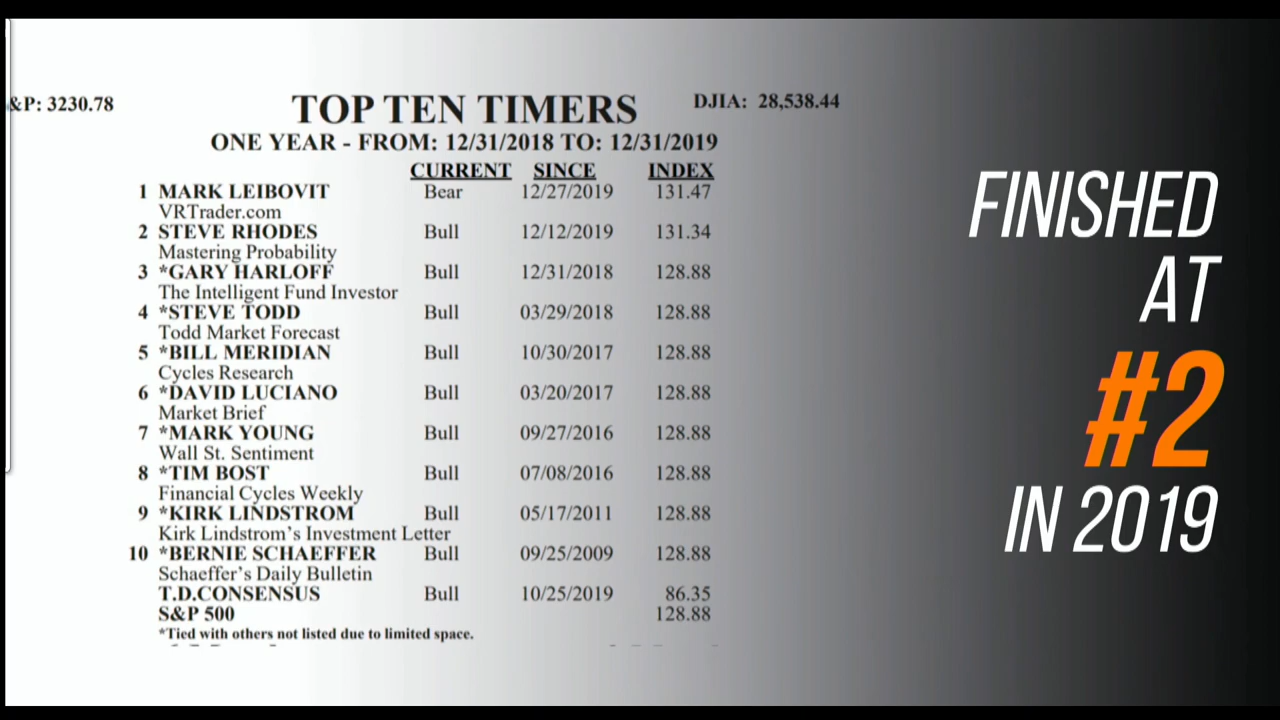 &P: 3230.78
TOP TEN TIMERS
DJIA: 28,538.44
ONE YEAR - FROM: 12/31/2018 TO: 12/31/2019
CURRENT SINCE INDEX
1 MARK LEIBOVIT Bear 12/27/2019 131.47
VRTrader.com
2 STEVE RHODES Bull 12/12/2019 131.34
Mastering Probability
3 *GARY HARLOFF Bull 12/31/2018 128.88
The Intelligent Fund Investor
4 *STEVE TODD Bull 03/29/2018 128.88
Todd Market Forecast
5 *BILL MERIDIAN Bull 10/30/2017 128.88
Cycles Research
6 *DAVID LUCIANO Bull 03/20/2017 128.88
Market Brief
7 *MARK YOUNG Bull 09/27/2016 128.88
Wall St. Sentiment
8 *TIM BOST Bull 07/08/2016 128.88
Financial Cycles Weekly
9 *KIRK LINDSTROM Bull 05/17/2011 128.88
Kirk Lindstrom's Investment Letter
10 *BERNIE SCHAEFFER Bull 09/25/2009 128.88
Schaeffer's Daily Bulletin
T.D.CONSENSUS Bull 10/25/2019 86.35
S&P 500 128.88
*Tied with others not listed due to limited space.
FINISHED
AT
#2
IN 2019